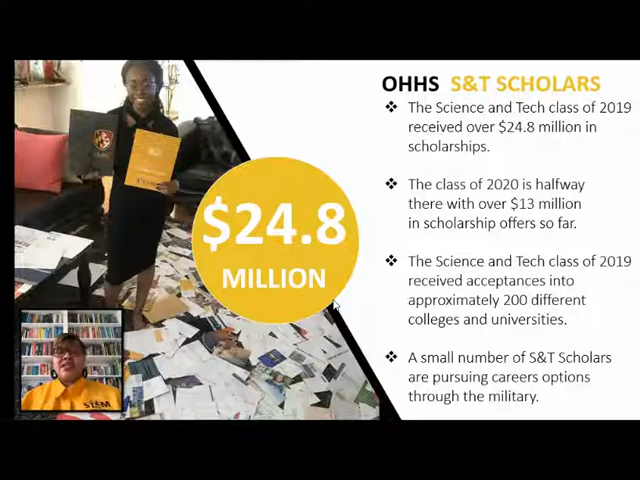 OHHS S&T SCHOLARS
❖ The Science and Tech class of 2019
received over $24.8 million in
scholarships.
❖ The class of 2020 is halfway
there with over $13 million
in scholarship offers so far.
❖ The Science and Tech class of 2019
received acceptances into
approximately 200 different
colleges and universities.
❖ A small number of S&T Scholars
are pursuing careers options
through the military.
$24.8
MILLION
STEM